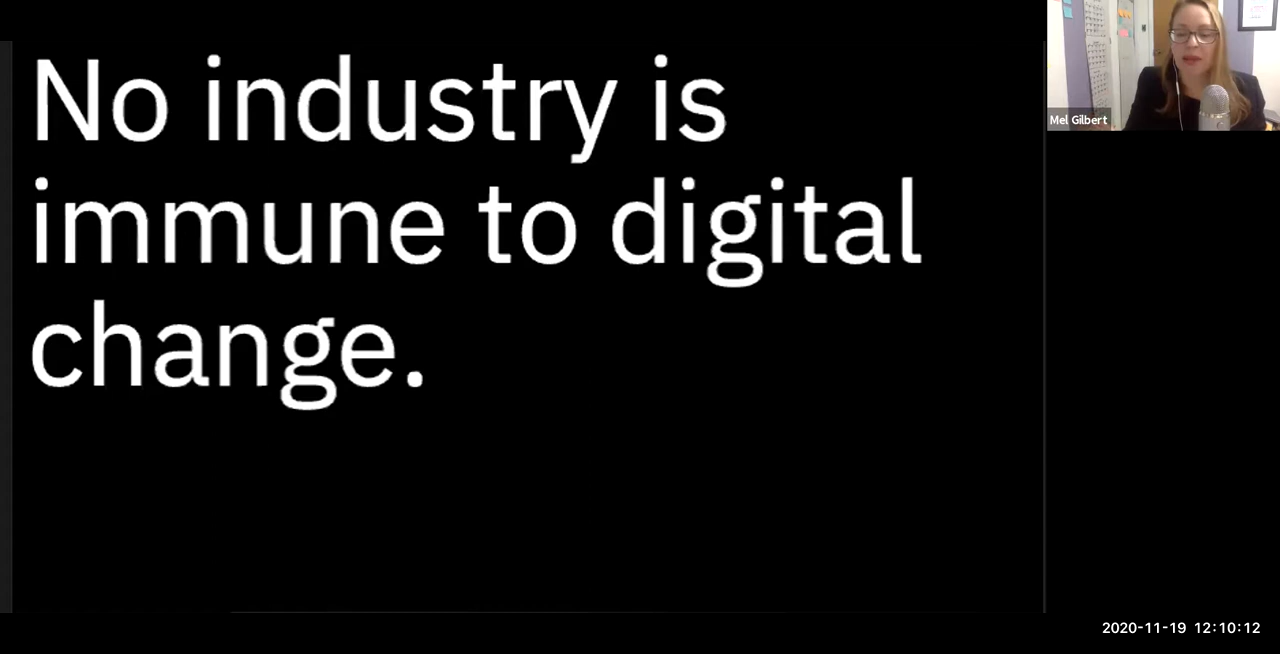 No industry is
immune to digital
change.
Mel Gilbert
2020-11-19 12:10:12